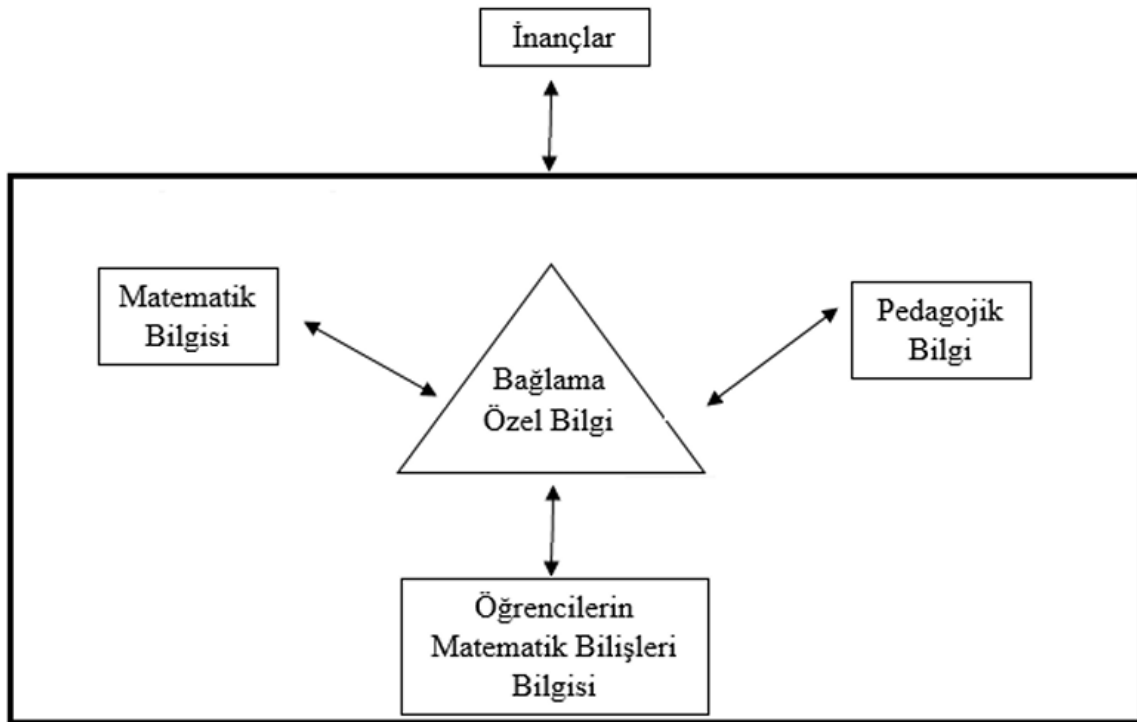 İnançlar
Matematik
Bilgisi
Bağlama
Özel Bilgi
Pedagojik
Bilgi
Öğrencilerin
Matematik Bilişleri
Bilgisi